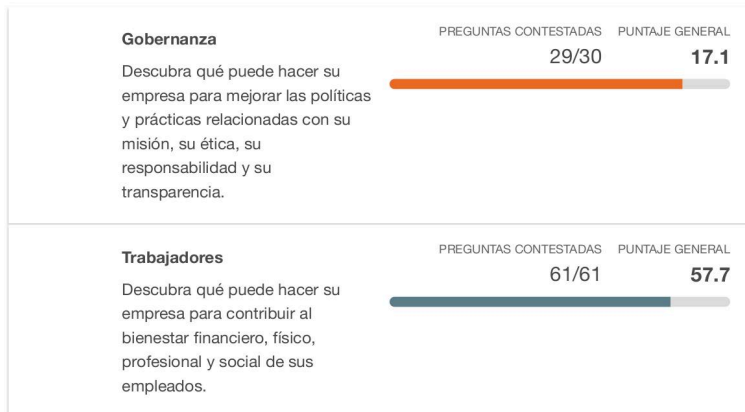 Gobernanza
PREGUNTAS CONTESTADAS
PUNTAJE GENERAL
29/30
17.1
Descubra qué puede hacer su
empresa para mejorar las políticas
y prácticas relacionadas con su
misión, su ética, su
responsabilidad y su
transparencia.
Trabajadores
PREGUNTAS CONTESTADAS
PUNTAJE GENERAL
61/61
57.7
Descubra qué puede hacer su
empresa para contribuir al
bienestar financiero, físico,
profesional y social de sus
empleados.